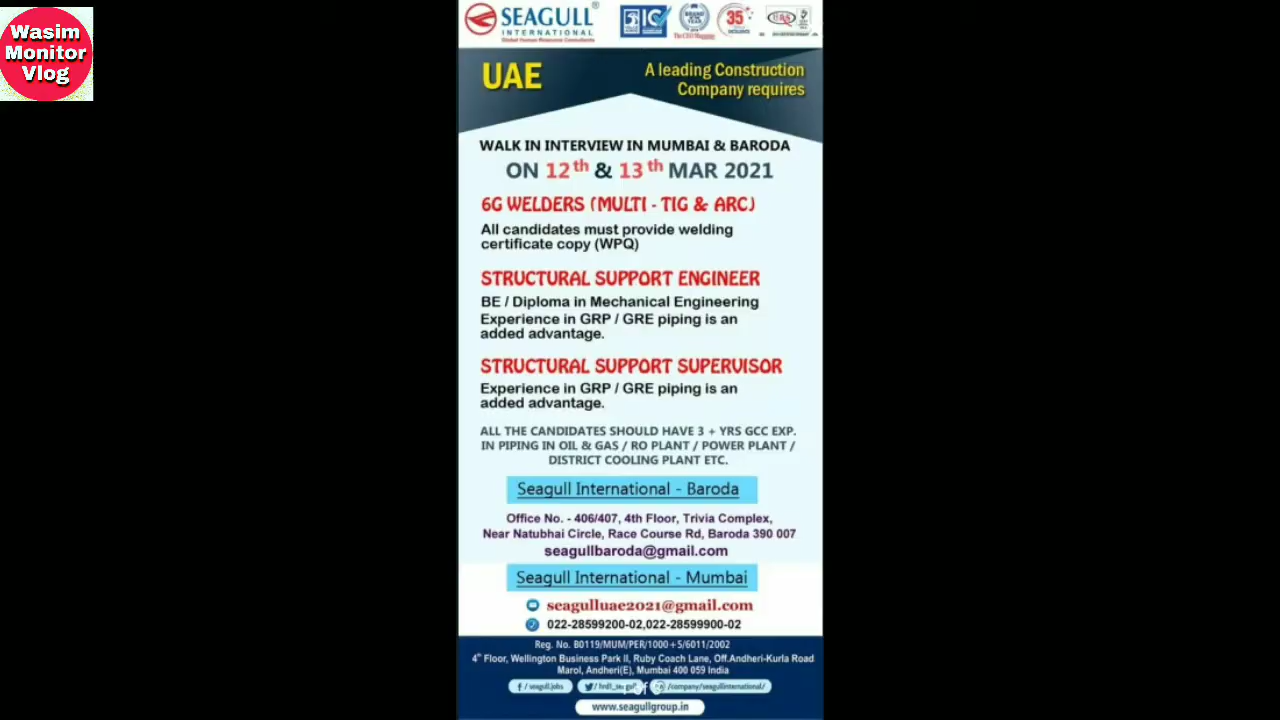 Wasim
Monitor
Vlog
SEAGULL®
INTERNATIONAL
Global Human Resource Consultants
35
UAE
A leading Construction
Company requires
WALK IN INTERVIEW IN MUMBAI & BARODA
ON 12th & 13th MAR 2021
6G WELDERS (MULTI - TIG & ARC)
All candidates must provide welding
certificate copy (WPQ)
STRUCTURAL SUPPORT ENGINEER
BE / Diploma in Mechanical Engineering
Experience in GRP / GRE piping is an
added advantage.
STRUCTURAL SUPPORT SUPERVISOR
Experience in GRP / GRE piping is an
added advantage.
ALL THE CANDIDATES SHOULD HAVE 3 + YRS GCC EXP.
IN PIPING IN OIL & GAS / RO PLANT / POWER PLANT /
DISTRICT COOLING PLANT ETC.
Seagull International - Baroda
Office No. - 406/407, 4th Floor, Trivia Complex,
Near Natubhai Circle, Race Course Rd, Baroda 390 007
seagullbaroda@gmail.com
Seagull International - Mumbai
seagulluae2021@gmail.com
022-28599200-02,022-28599900-02
Reg. No. B0119/MUM/PER/1000+5/6011/2002
4th Floor, Wellington Business Park II, Ruby Coach Lane, Off.Andheri-Kurla Road
Marol, Andheri(E), Mumbai 400 059 India
/ seagull.jobs
/company/seagullinternational/
www.seagullgroup.in